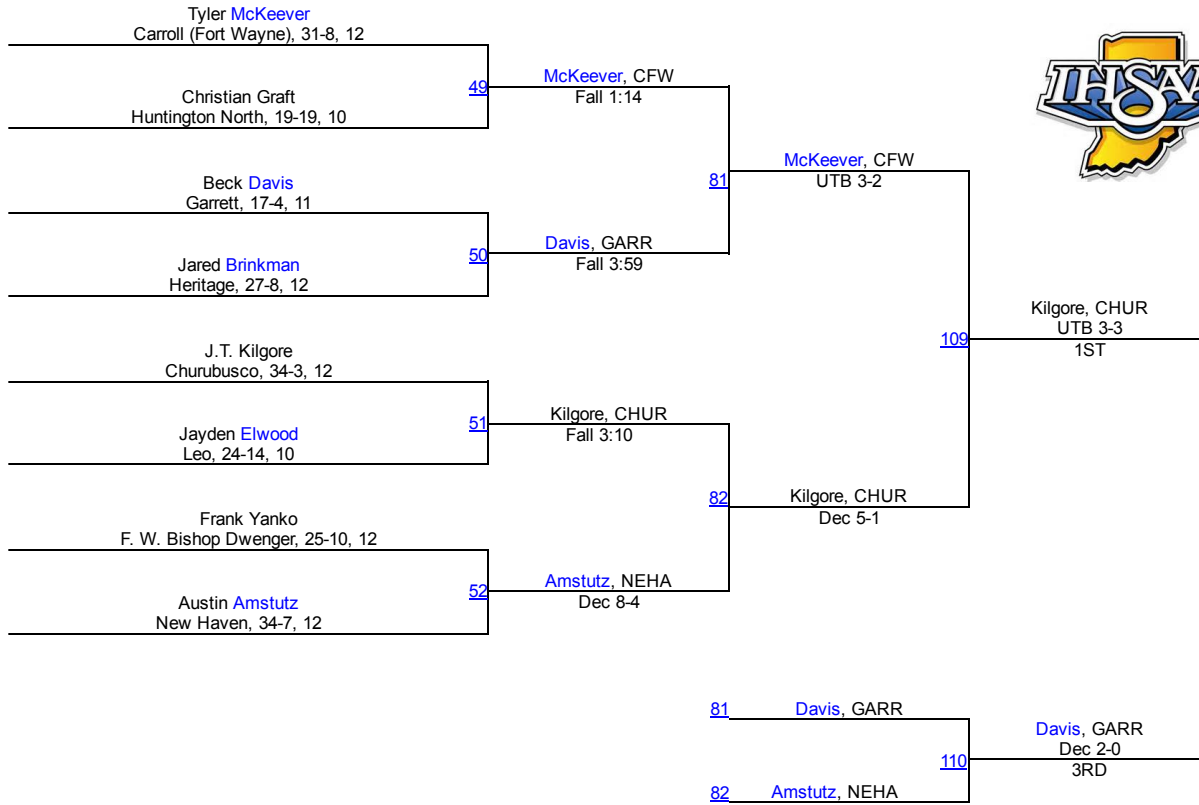 Tyler McKeever
Carroll (Fort Wayne), 31-8, 12
Christian Graft
Huntington North, 19-19, 10
Beck Davis
Garrett, 17-4, 11
Jared Brinkman
Heritage, 27-8, 12
J.T. Kilgore
Churubusco, 34-3, 12
Jayden Elwood
Leo, 24-14, 10
Frank Yanko
F. W. Bishop Dwenger, 25-10, 12
Austin Amstutz
New Haven, 34-7, 12
49
McKeever, CFW
Fall 1:14
50
Davis, GARR
Fall 3:59
51
Kilgore, CHUR
Fall 3:10
52
Amstutz, NEHA
Dec 8-4
81
McKeever, CFW
UTB 3-2
82
Kilgore, CHUR
Dec 5-1
109
Kilgore, CHUR
UTB 3-3
1ST
81
Davis, GARR
82
Amstutz, NEHA
110
Davis, GARR
Dec 2-0
3RD
IHSAA